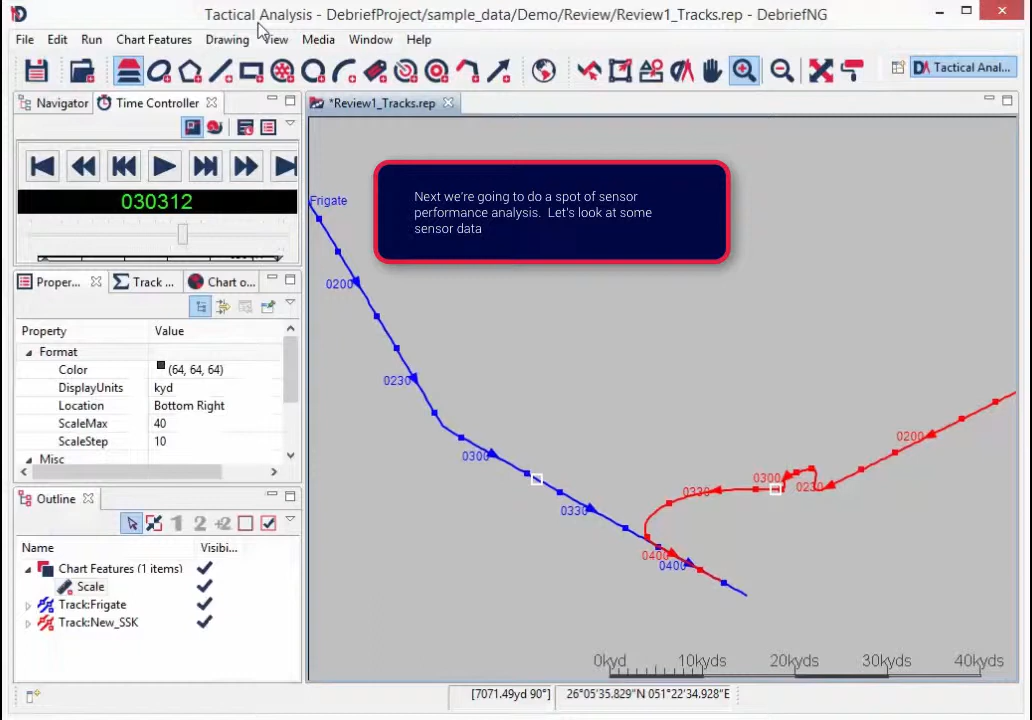 Tactical Analysis - DebriefProject/sample_data/Demo/Review/Review1_Tracks.rep - DebriefNG
File Edit Run Chart Features Drawing View Media Window Help
Tactical Anal...
Navigator Time Controller
*Review1_Tracks.rep
030312
Proper... Track ... Chart o...
Property Value
Format
Color (64, 64, 64)
DisplayUnits kyd
Location Bottom Right
ScaleMax 40
ScaleStep 10
Misc
Outline
1 2 +2
Name Visibi...
Chart Features (1 items)
Scale
Track:Frigate
Track:New_SSK
Next we're going to do a spot of sensor
performance analysis. Let's look at some
sensor data
Frigate
0200
0230
0300
0330
0400
0200
0230
0300
0330
0400
0kyd 10kyds 20kyds 30kyds 40kyds
[7071.49yd 90°] 26°05'35.829"N 051°22'34.928"E